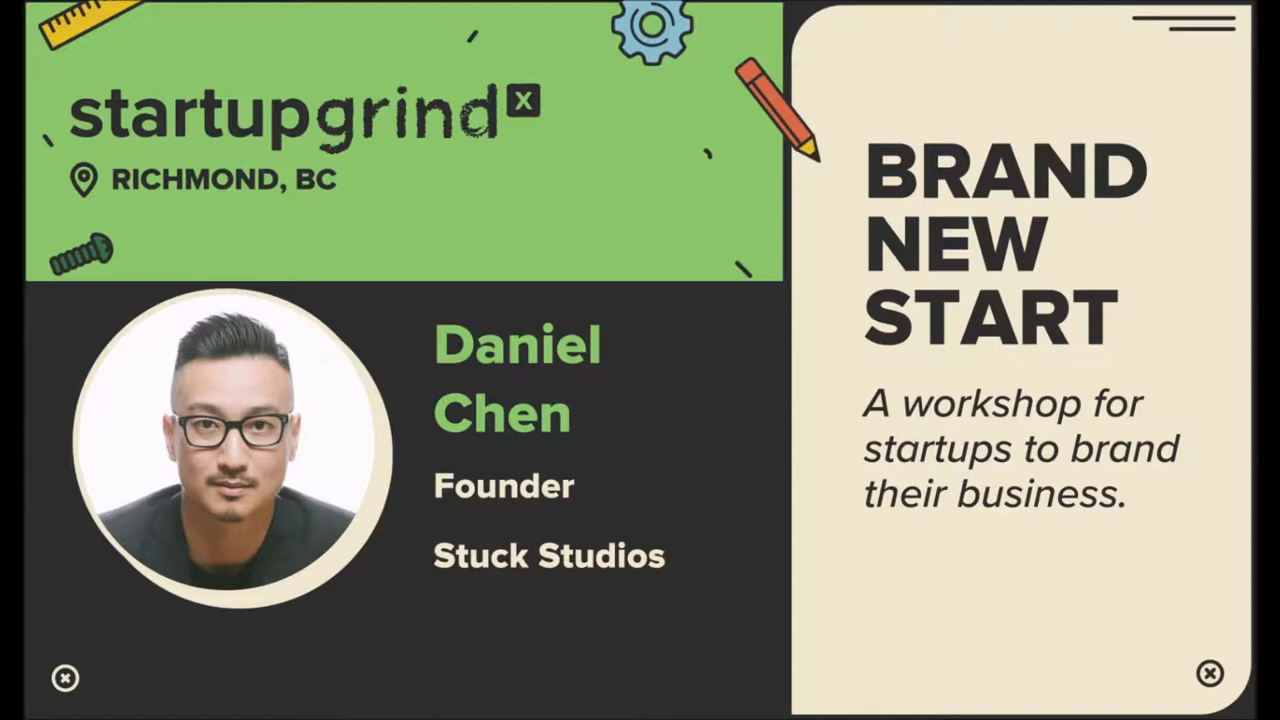 startupgrind X
RICHMOND, BC
Daniel
Chen
Founder
Stuck Studios
BRAND
NEW
START
A workshop for
startups to brand
their business.